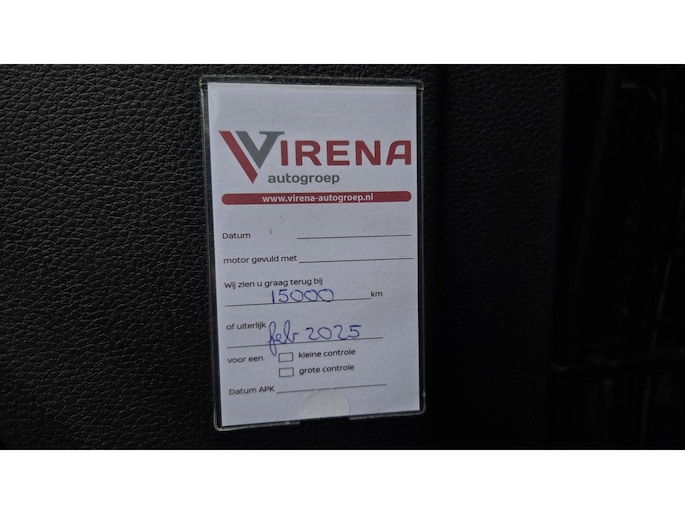 VIRENA
autogroep
www.virena-autogroep.nl
Datum
motor gevuld met
Wij zien u graag terug bij
15000 km
of uiterlijk feb 2025
voor een kleine controle
grote controle
Datum APK